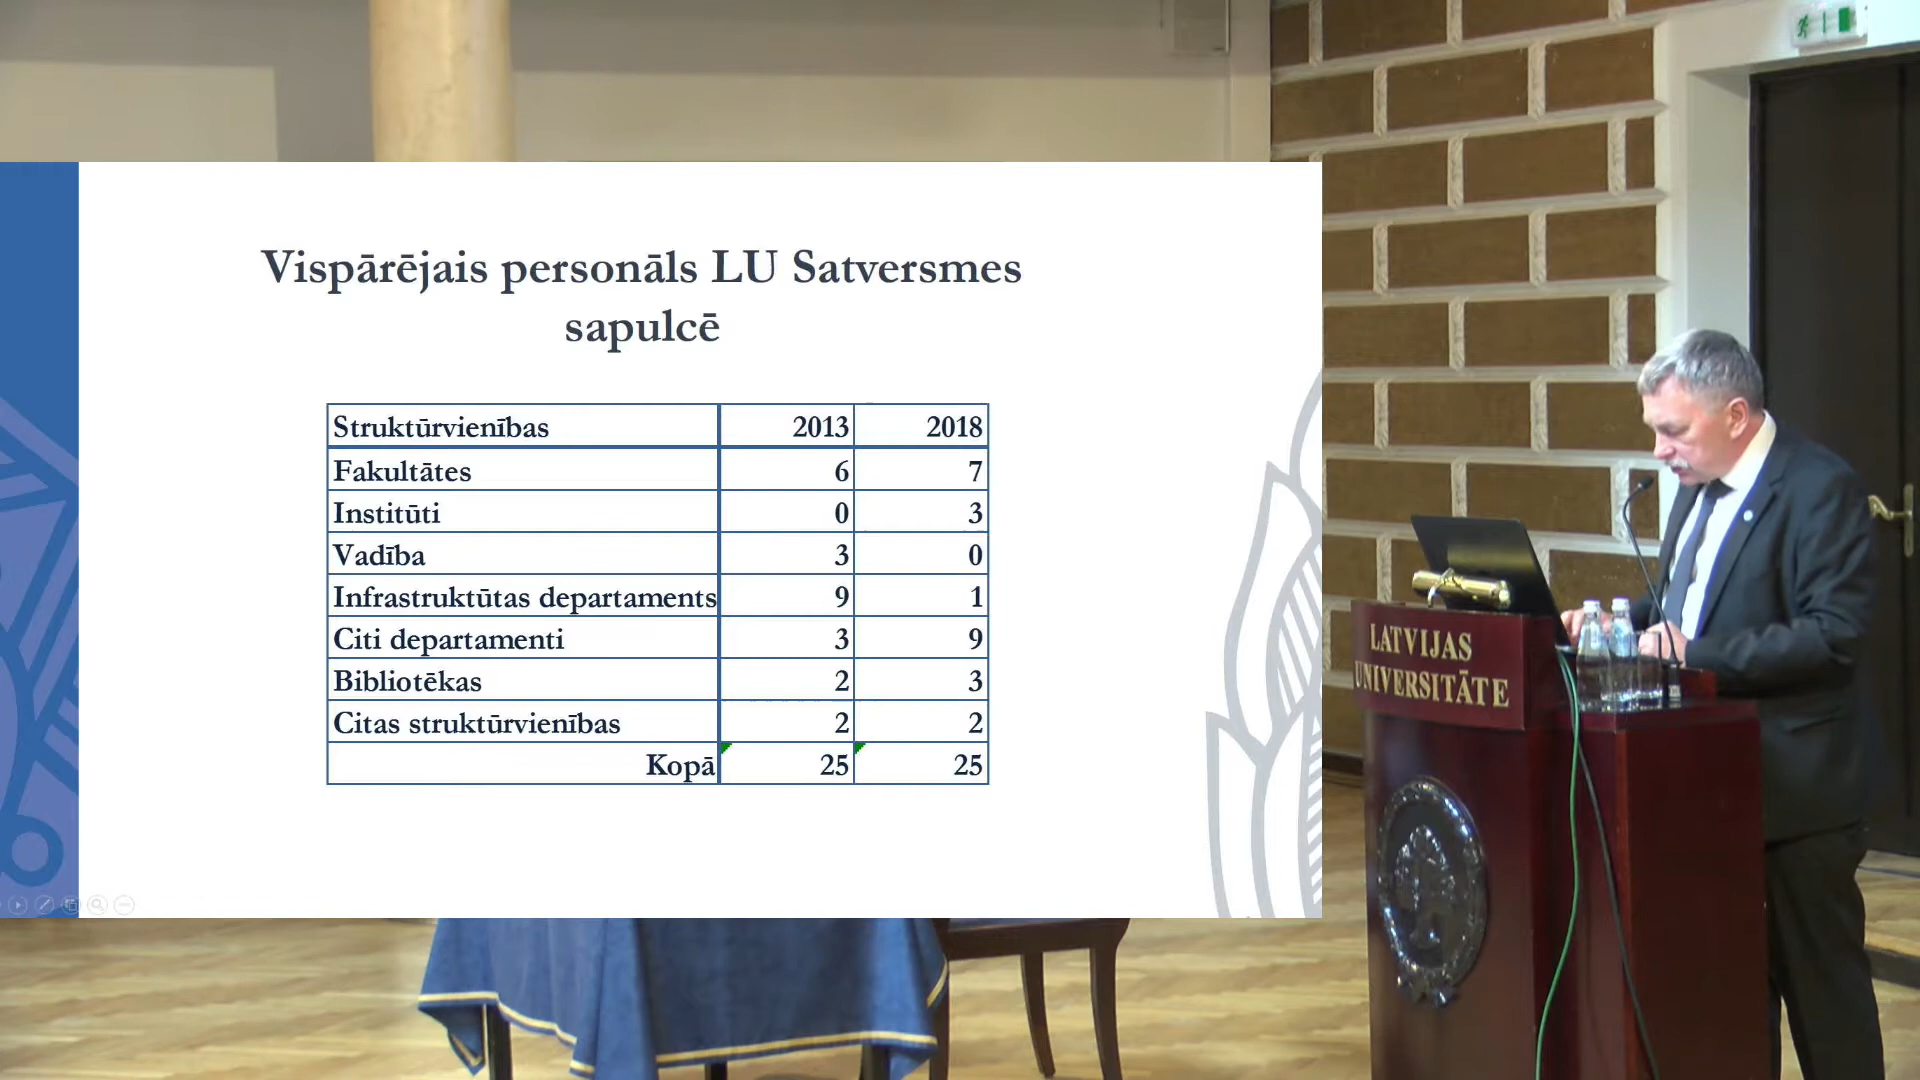 Vispārējais personāls LU Satversmes
sapulcē
Struktūrvienības 2013 2018
Fakultātes 6 7
Institūti 0 3
Vadība 3 0
Infrastruktūtas departaments 9 1
Citi departamenti 3 9
Bibliotēkas 2 3
Citas struktūrvienības 2 2
Kopā 25 25
LATVIJAS
UNIVERSITĀTE